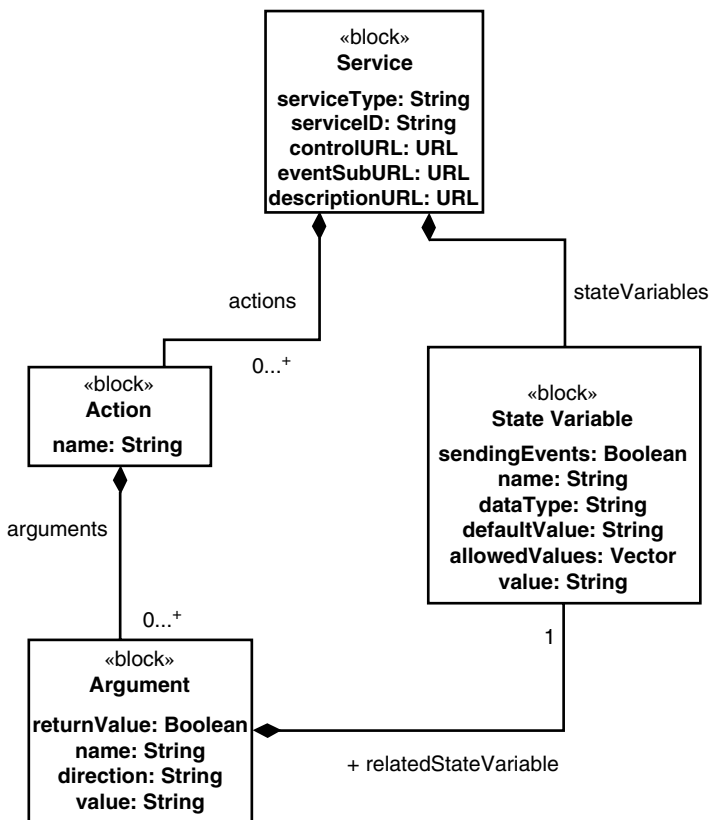 «block»
Service
serviceType: String
serviceID: String
controlURL: URL
eventSubURL: URL
descriptionURL: URL
actions
stateVariables
0...+
«block»
Action
name: String
«block»
State Variable
sendingEvents: Boolean
name: String
dataType: String
defaultValue: String
allowedValues: Vector
value: String
arguments
0...+
1
«block»
Argument
returnValue: Boolean
name: String
direction: String
value: String
+ relatedStateVariable